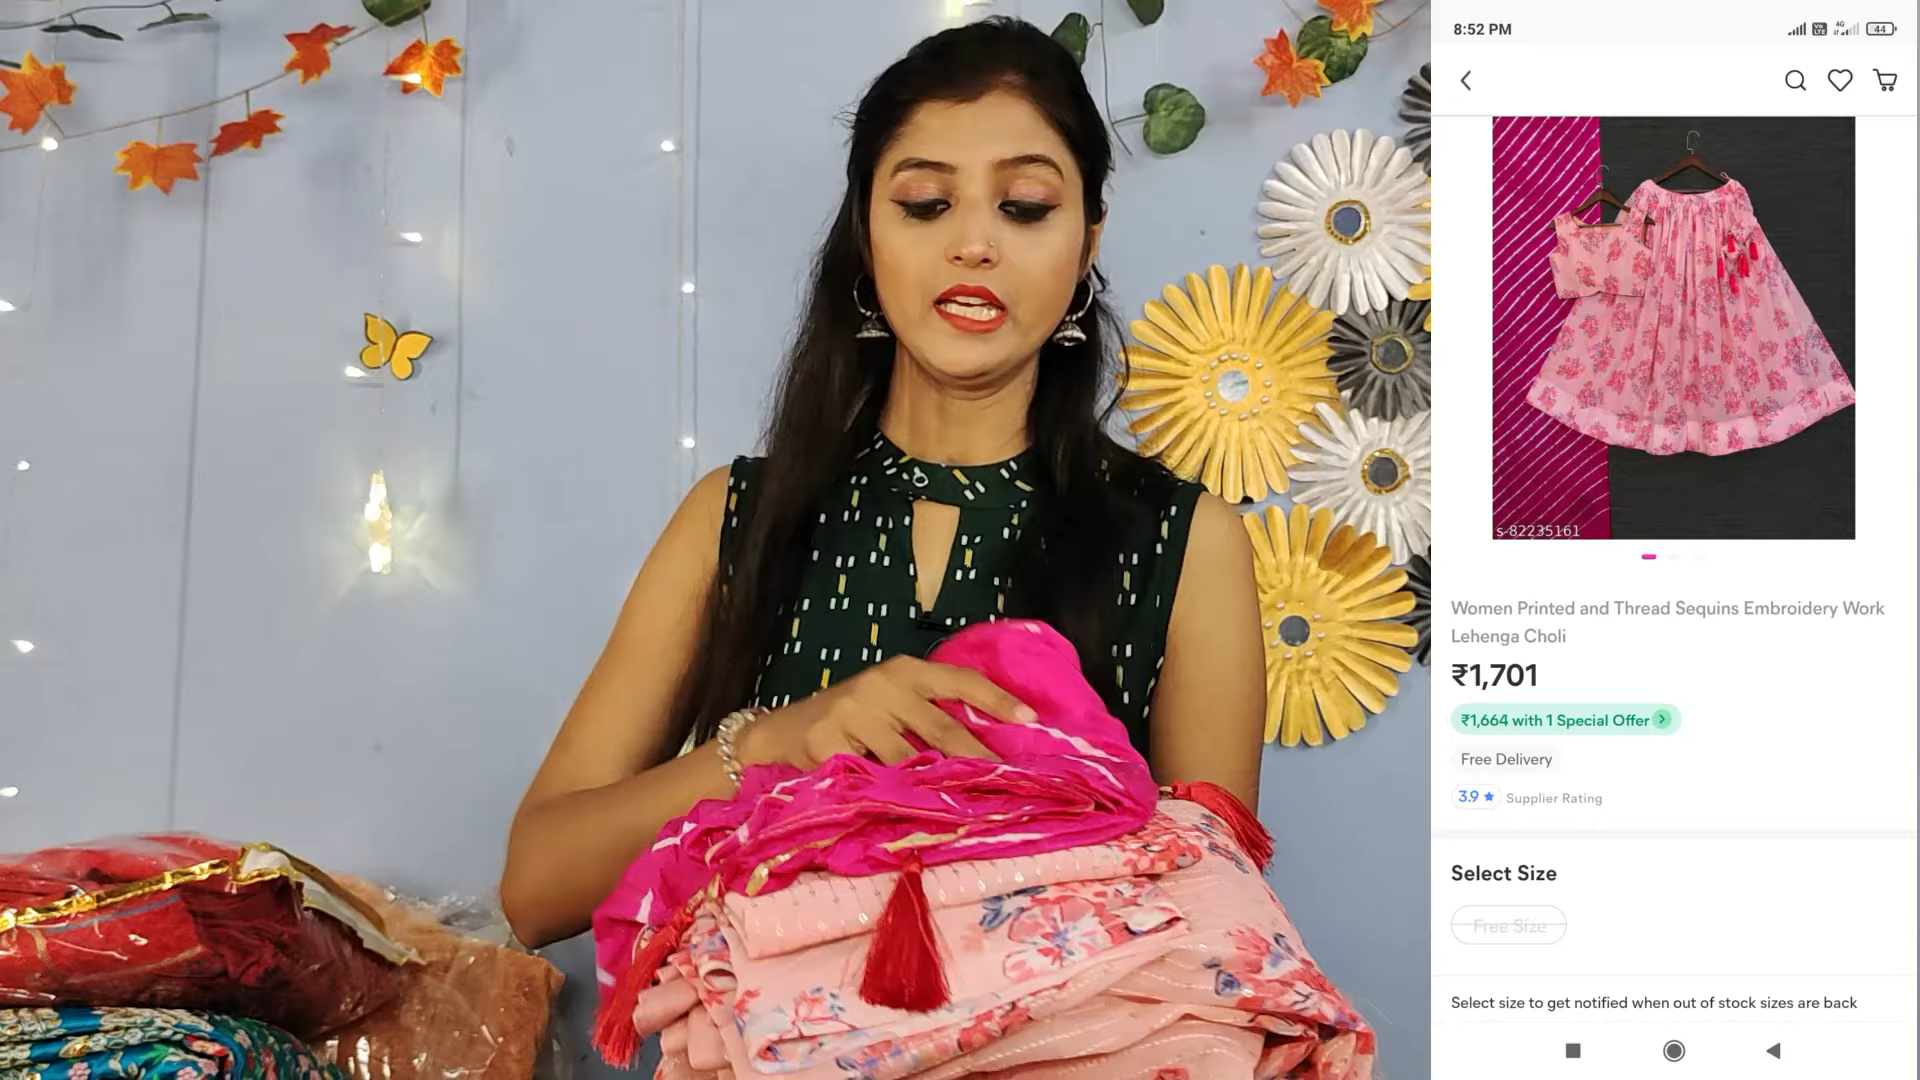 8:52 PM
4G
44
s-82235161
Women Printed and Thread Sequins Embroidery Work
Lehenga Choli
₹1,701
₹1,664 with 1 Special Offer
Free Delivery
3.9 ★ Supplier Rating
Select Size
Free Size
Select size to get notified when out of stock sizes are back